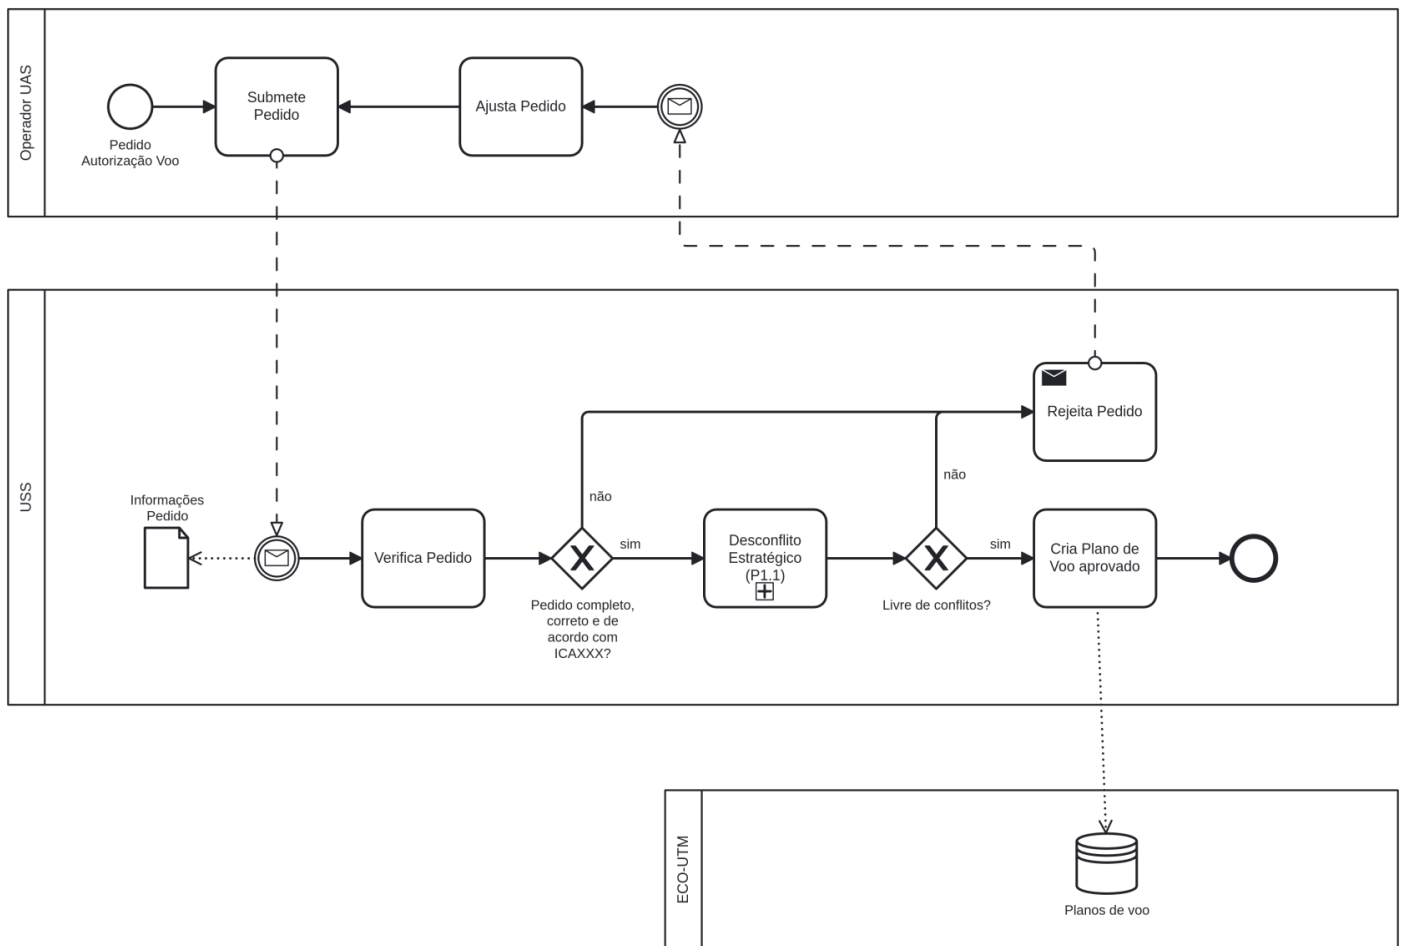 Operador UAS
Pedido
Autorização Voo
Submete
Pedido
Ajusta Pedido
USS
Informações
Pedido
Verifica Pedido
não
sim
Pedido completo,
correto e de
acordo com
ICAXXX?
Desconflito
Estratégico
(P1.1)
não
sim
Livre de conflitos?
Rejeita Pedido
Cria Plano de
Voo aprovado
ECO-UTM
Planos de voo